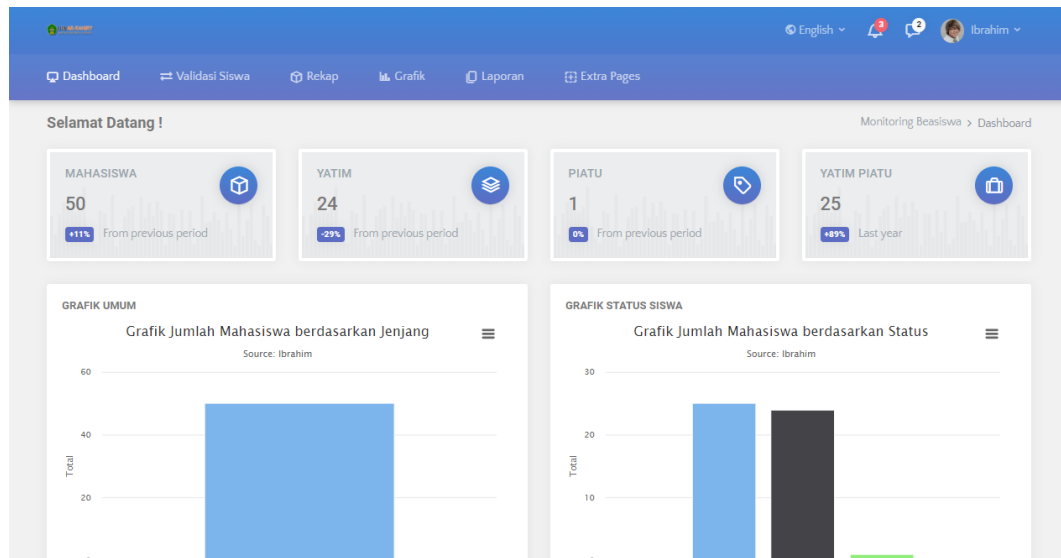 English
3
2
Ibrahim
Dashboard
Validasi Siswa
Rekap
Grafik
Laporan
Extra Pages
Selamat Datang !
Monitoring Beasiswa > Dashboard
MAHASISWA
50
+11% From previous period
YATIM
24
-29% From previous period
PIATU
1
0% From previous period
YATIM PIATU
25
+89% Last year
GRAFIK UMUM
Grafik Jumlah Mahasiswa berdasarkan Jenjang
Source: Ibrahim
60
40
20
Total
GRAFIK STATUS SISWA
Grafik Jumlah Mahasiswa berdasarkan Status
Source: Ibrahim
30
20
10
Total